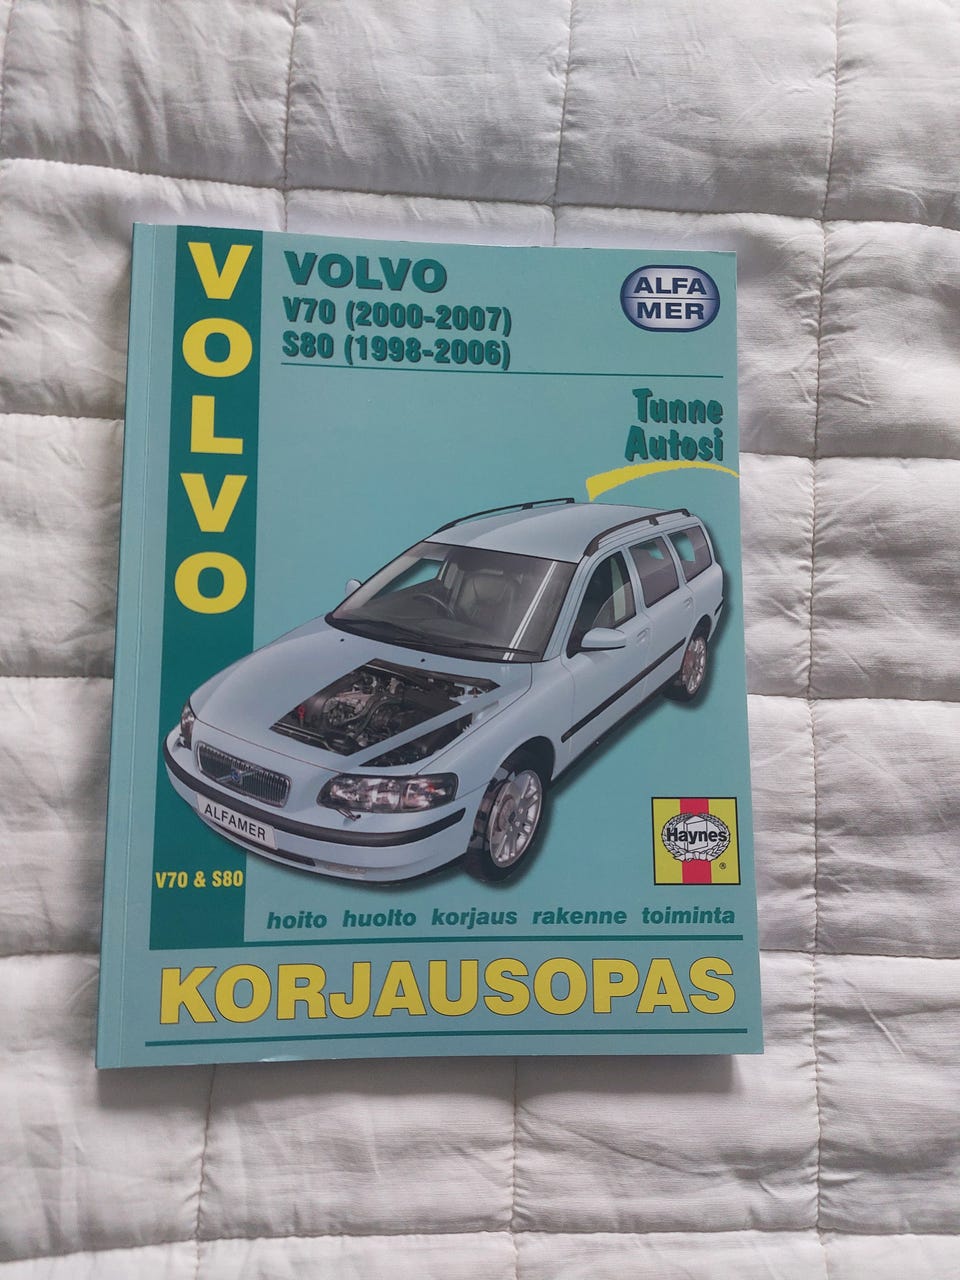 VOLVO
VOLVO
V70 (2000-2007)
S80 (1998-2006)
ALFA
MER
Tunne
Autosi
ALFAMER
Haynes
®
V70 & S80
hoito huolto korjaus rakenne toiminta
KORJAUSOPAS